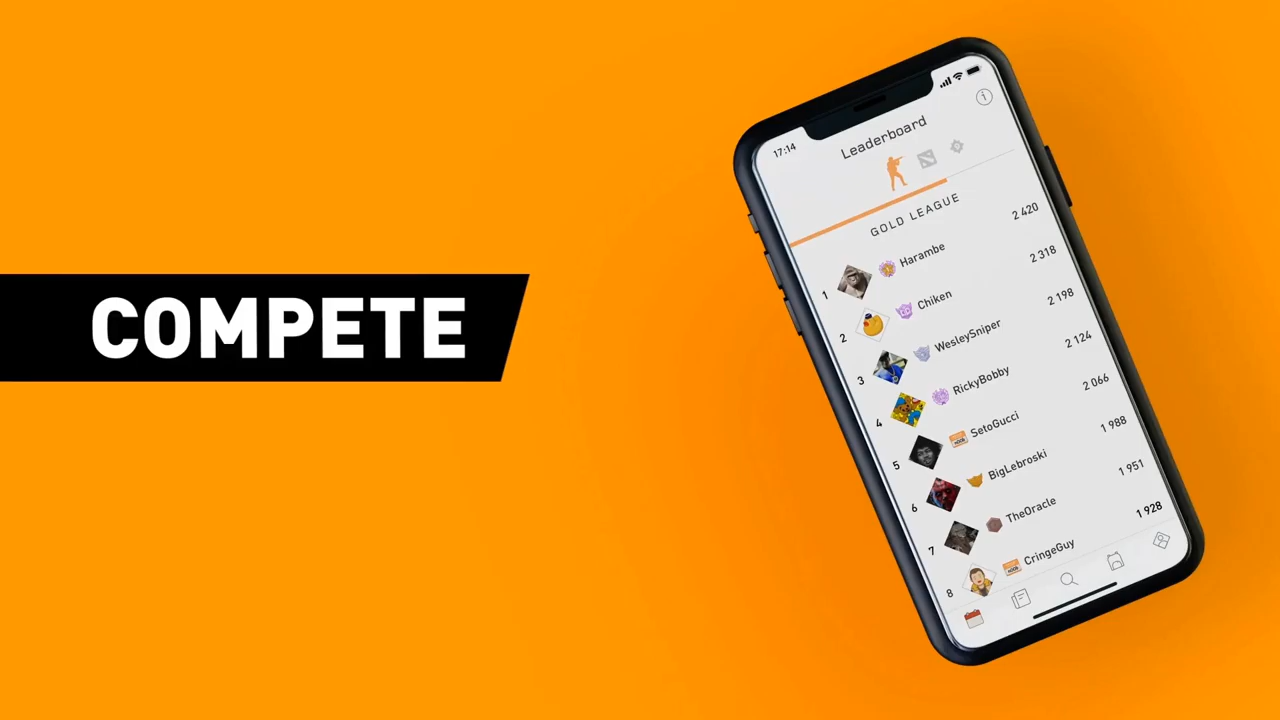 COMPETE
17:14
Leaderboard
GOLD LEAGUE
1 Harambe 2 420
2 Chiken 2 318
3 WesleySniper 2 198
4 RickyBobby 2 124
5 SetoGucci 2 066
6 BigLebroski 1 988
7 TheOracle 1 951
8 CringeGuy 1 928